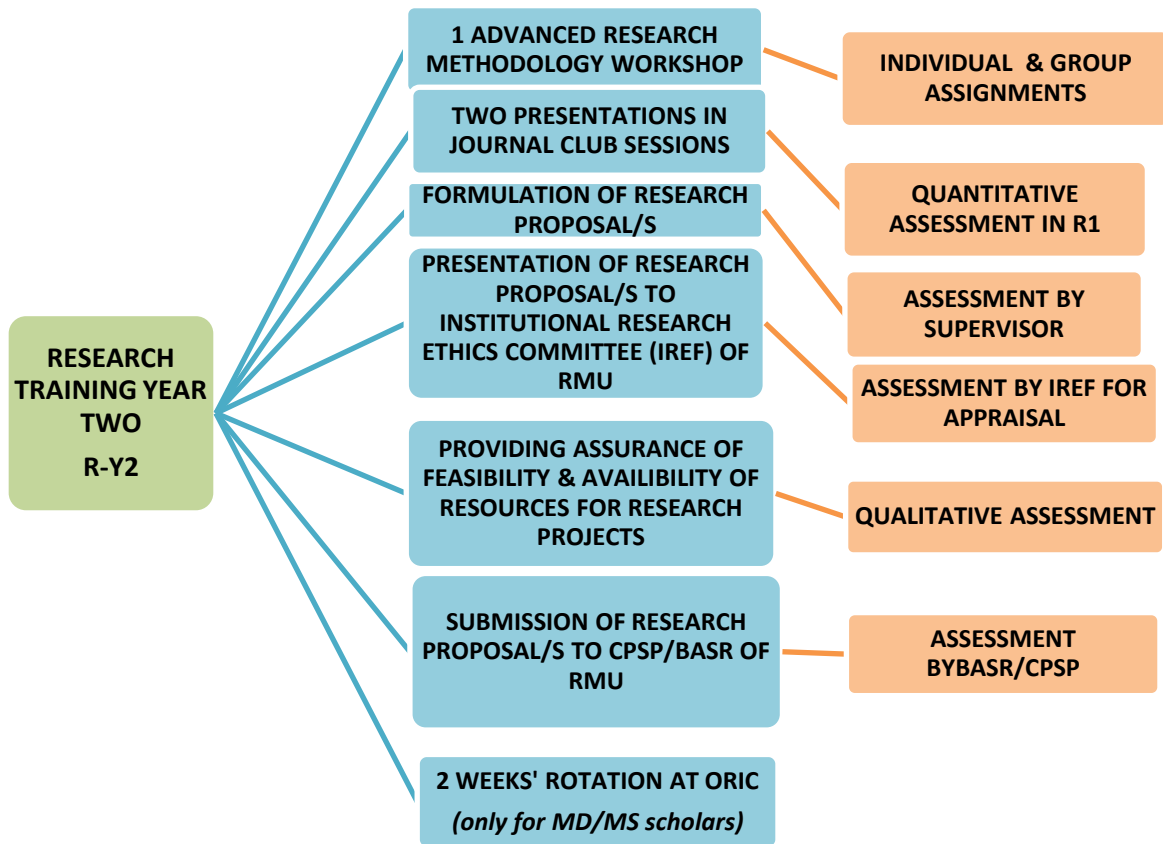 RESEARCH
TRAINING YEAR
TWO
R-Y2
1 ADVANCED RESEARCH
METHODOLOGY WORKSHOP
INDIVIDUAL & GROUP
ASSIGNMENTS
TWO PRESENTATIONS IN
JOURNAL CLUB SESSIONS
QUANTITATIVE
ASSESSMENT IN R1
FORMULATION OF RESEARCH
PROPOSAL/S
ASSESSMENT BY
SUPERVISOR
PRESENTATION OF RESEARCH
PROPOSAL/S TO
INSTITUTIONAL RESEARCH
ETHICS COMMITTEE (IREF) OF
RMU
ASSESSMENT BY IREF FOR
APPRAISAL
PROVIDING ASSURANCE OF
FEASIBILITY & AVAILIBILITY OF
RESOURCES FOR RESEARCH
PROJECTS
QUALITATIVE ASSESSMENT
SUBMISSION OF RESEARCH
PROPOSAL/S TO CPSP/BASR OF
RMU
ASSESSMENT
BYBASR/CPSP
2 WEEKS' ROTATION AT ORIC
(only for MD/MS scholars)